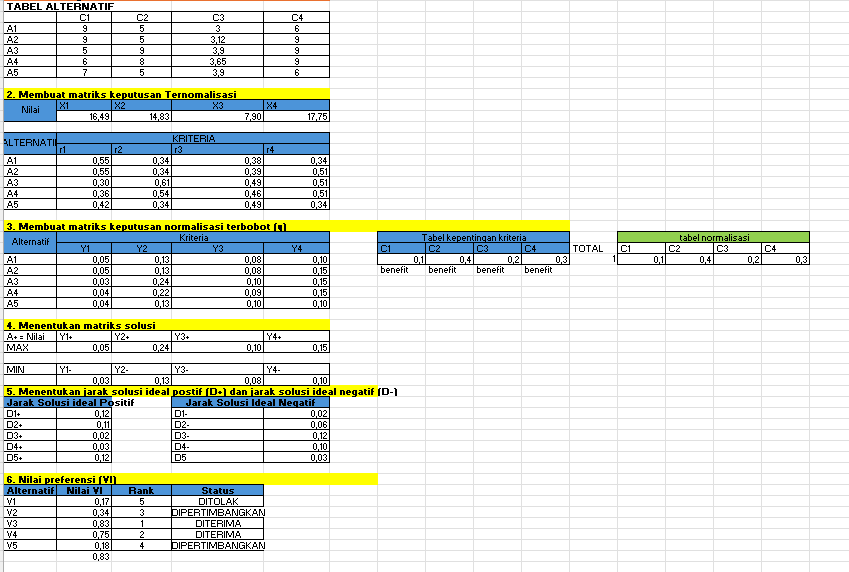 TABEL ALTERNATIF
C1 C2 C3 C4
A1 9 5 3 6
A2 9 5 3,12 9
A3 5 9 3,9 9
A4 6 8 3,65 9
A5 7 5 3,9 6
2. Membuat matriks keputusan Ternomalisasi
Nilai X1 X2 X3 X4
16,49 14,83 7,90 17,75
ALTERNATI KRITERIA
r1 r2 r3 r4
A1 0,55 0,34 0,38 0,34
A2 0,55 0,34 0,39 0,51
A3 0,30 0,61 0,49 0,51
A4 0,36 0,54 0,46 0,51
A5 0,42 0,34 0,49 0,34
3. Membuat matriks keputusan normalisasi terbobot (y)
Alternatif Kriteria Tabel kepentingan kriteria tabel normalisasi
Y1 Y2 Y3 Y4 C1 C2 C3 C4 TOTAL C1 C2 C3 C4
A1 0,05 0,13 0,08 0,10 0,1 0,4 0,2 0,3 1 0,1 0,4 0,2 0,3
A2 0,05 0,13 0,08 0,15 benefit benefit benefit benefit
A3 0,03 0,24 0,10 0,15
A4 0,04 0,22 0,09 0,15
A5 0,04 0,13 0,10 0,10
4. Menentukan matriks solusi
A+ = Nilai Y1+ Y2+ Y3+ Y4+
MAX 0,05 0,24 0,10 0,15
MIN Y1- Y2- Y3- Y4-
0,03 0,13 0,08 0,10
5. Menentukan jarak solusi ideal postif (D+) dan jarak solusi ideal negatif (D-)
Jarak Solusi ideal Positif Jarak Solusi Ideal Negatif
D1+ 0,12 D1- 0,02
D2+ 0,11 D2- 0,06
D3+ 0,02 D3- 0,12
D4+ 0,03 D4- 0,10
D5+ 0,12 D5 0,03
6. Nilai preferensi (VI)
Alternatif Nilai VI Rank Status
V1 0,17 5 DITOLAK
V2 0,34 3 DIPERTIMBANGKAN
V3 0,83 1 DITERIMA
V4 0,75 2 DITERIMA
V5 0,18 4 DIPERTIMBANGKAN
0,83